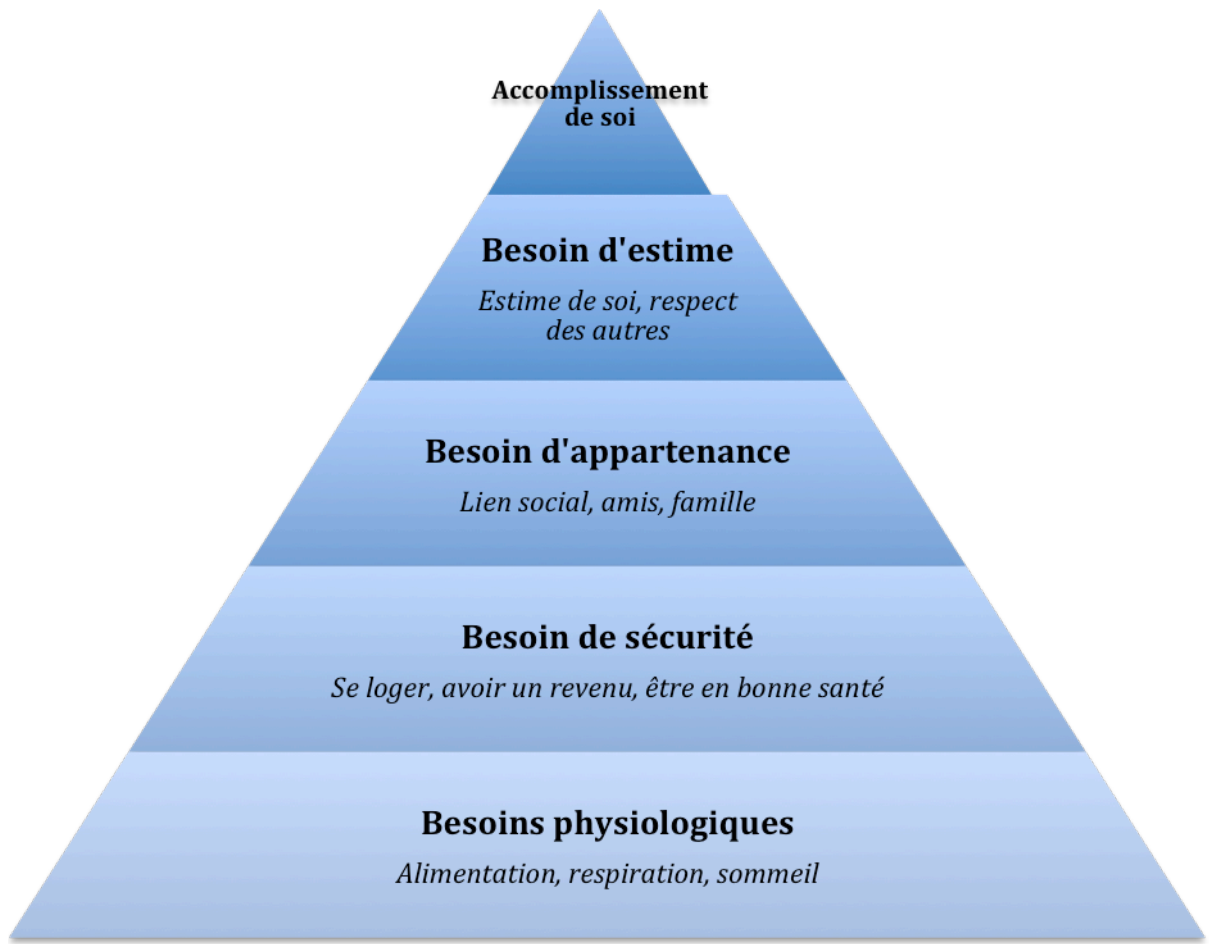 Accomplissement
de soi
Besoin d'estime
Estime de soi, respect
des autres
Besoin d'appartenance
Lien social, amis, famille
Besoin de sécurité
Se loger, avoir un revenu, être en bonne santé
Besoins physiologiques
Alimentation, respiration, sommeil